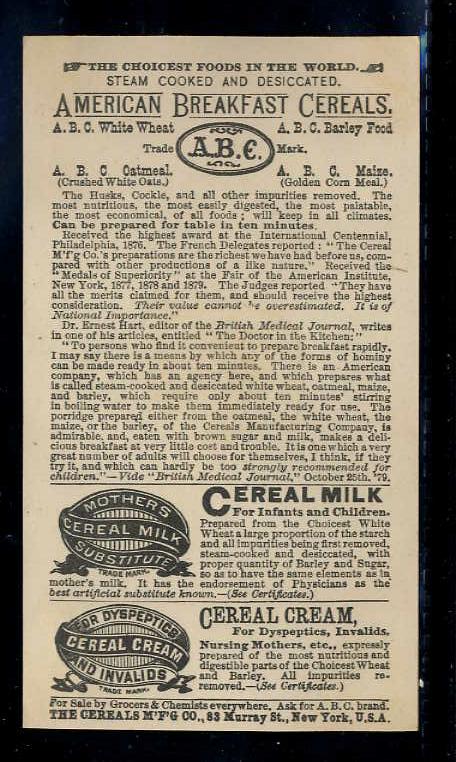 THE CHOICEST FOODS IN THE WORLD.
STEAM COOKED AND DESICCATED.
AMERICAN BREAKFAST CEREALS.
A. B. C. White Wheat A. B. C. Barley Food
Trade A.B.C. Mark.
A. B. C Oatmeal. A. B. C. Maize.
(Crushed White Oats.) (Golden Corn Meal.)
The Husks, Cockle, and all other impurities removed. The
most nutritious, the most easily digested, the most palatable,
the most economical, of all foods; will keep in all climates.
Can be prepared for table in ten minutes.
Received the highest award at the International Centennial,
Philadelphia, 1876. The French Delegates reported: "The Cereal
M'f'g Co.'s preparations are the richest we have had before us, com-
pared with other productions of a like nature." Received the
"Medals of Superiority" at the Fair of the American Institute,
New York, 1877, 1878 and 1879. The Judges reported "They have
all the merits claimed for them, and should receive the highest
consideration. Their value cannot be overestimated. It is of
National Importance."
Dr. Ernest Hart, editor of the British Medical Journal, writes
in one of his articles, entitled "The Doctor in the Kitchen:"
"To persons who find it convenient to prepare breakfast rapidly,
I may say there is a means by which any of the forms of hominy
can be made ready in about ten minutes. There is an American
company, which has an agency here, and which prepares what
is called steam-cooked and desiccated white wheat, oatmeal, maize,
and barley, which require only about ten minutes' stirring
in boiling water to make them immediately ready for use. The
porridge prepared either from the oatmeal, the white wheat, the
maize, or the barley, of the Cereals Manufacturing Company, is
admirable, and, eaten with brown sugar and milk, makes a deli-
cious breakfast at very little cost and trouble. It is one which a very
great number of adults will choose for themselves, I think, if they
try it, and which can hardly be too strongly recommended for
children."—Vide "British Medical Journal," October 25th, '79.
MOTHERS
CEREAL MILK
SUBSTITUTE
TRADE MARK.
CEREAL MILK
For Infants and Children.
Prepared from the Choicest White
Wheat a large proportion of the starch
and all impurities being first removed,
steam-cooked and desiccated, with
proper quantity of Barley and Sugar,
so as to have the same elements as in
mother's milk. It has the endorsement of Physicians as the
best artificial substitute known.—(See Certificates.)
FOR DYSPEPTICS
CEREAL CREAM
AND INVALIDS
TRADE MARK.
CEREAL CREAM,
For Dyspeptics, Invalids,
Nursing Mothers, etc., expressly
prepared of the most nutritious and
digestible parts of the Choicest Wheat
and Barley. All impurities re-
removed.—(See Certificates.)
For Sale by Grocers & Chemists everywhere. Ask for A. B. C. brand.
THE CEREALS M'F'G CO., 83 Murray St., New York, U.S.A.